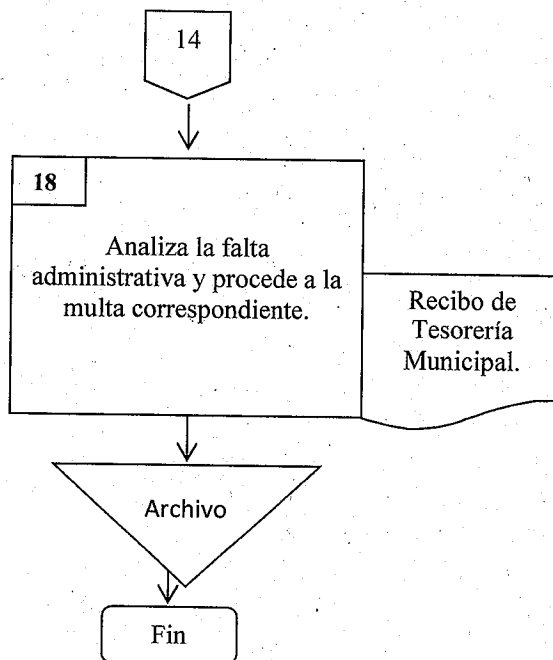 14
18
Analiza la falta
administrativa y procede a la
multa correspondiente.
Recibo de
Tesorería
Municipal.
Archivo
Fin